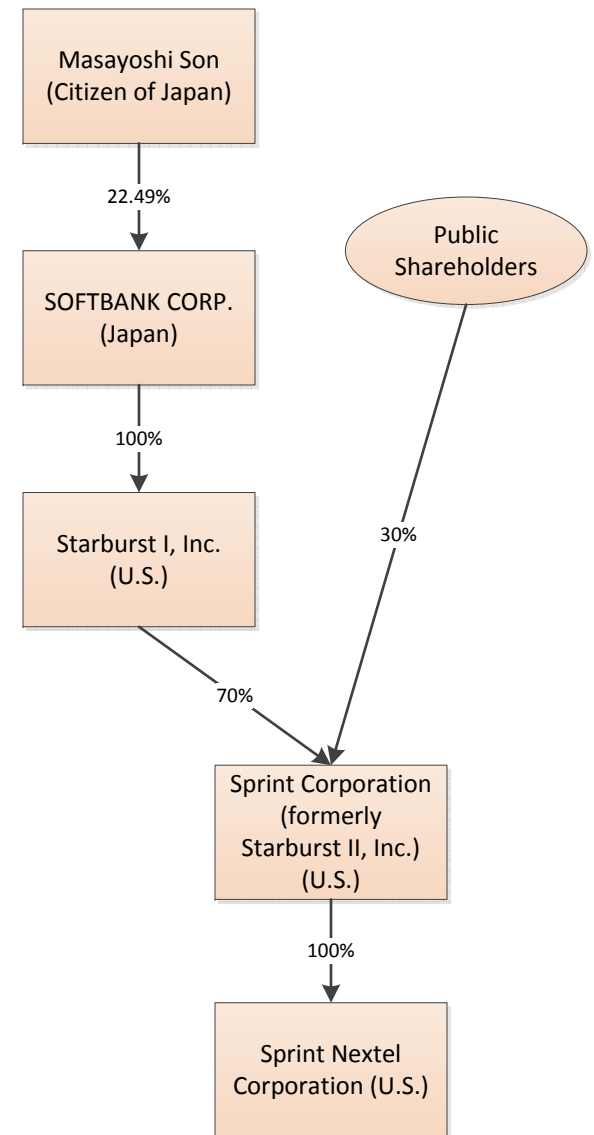 Masayoshi Son
(Citizen of Japan)
22.49%
Public
Shareholders
SOFTBANK CORP.
(Japan)
100%
Starburst I, Inc.
(U.S.)
30%
70%
Sprint Corporation
(formerly
Starburst II, Inc.)
(U.S.)
100%
Sprint Nextel
Corporation (U.S.)